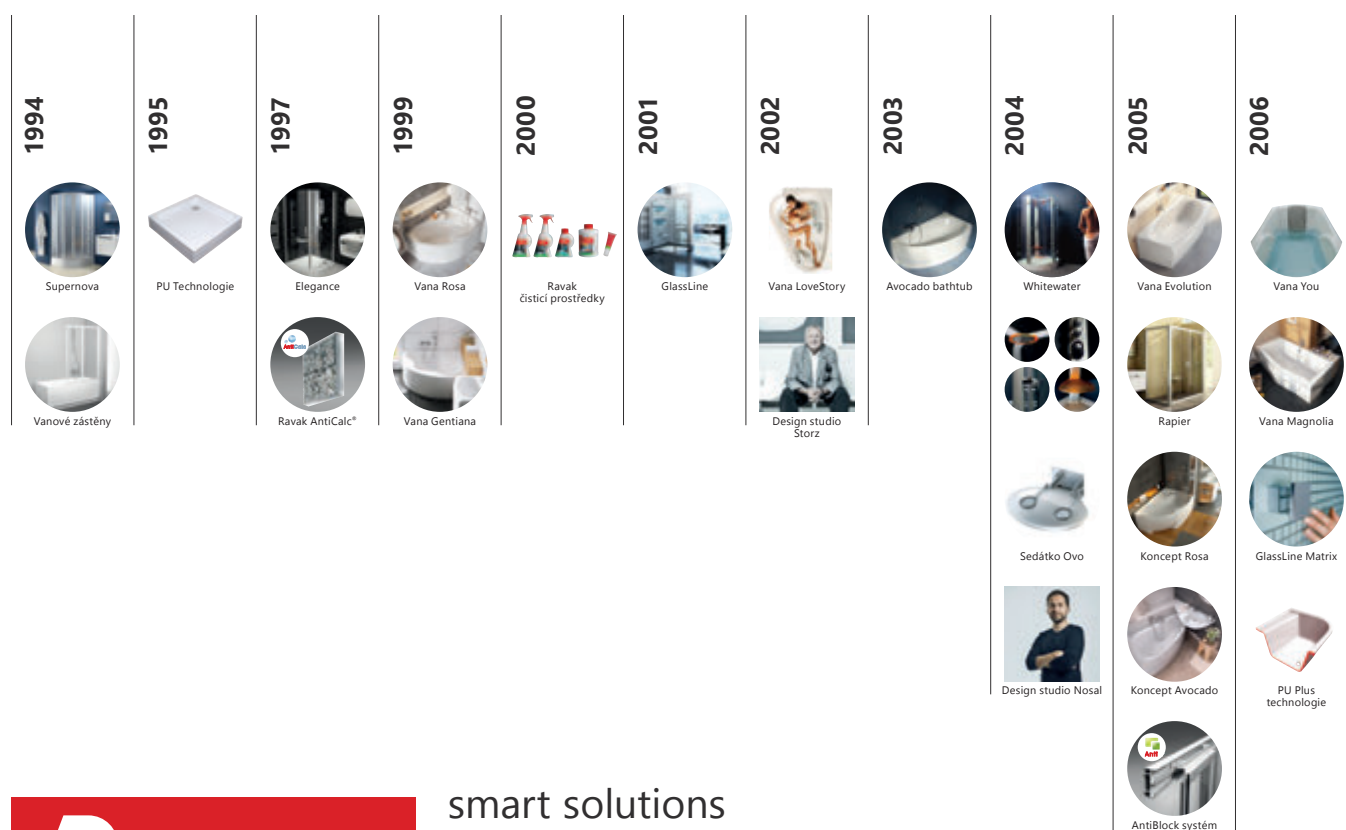 1994
Supernova
Vanové zástěny
1995
PU Technologie
1997
Elegance
AntiCalc
Ravak AntiCalc®
1999
Vana Rosa
Vana Gentiana
2000
Ravak
čisticí prostředky
2001
GlassLine
2002
Vana LoveStory
Design studio
Storz
2003
Avocado bathtub
2004
Whitewater
Sedátko Ovo
Design studio Nosal
2005
Vana Evolution
Rapier
Koncept Rosa
Koncept Avocado
Anti
AntiBlock systém
2006
Vana You
Vana Magnolia
GlassLine Matrix
PU Plus
technologie
smart solutions